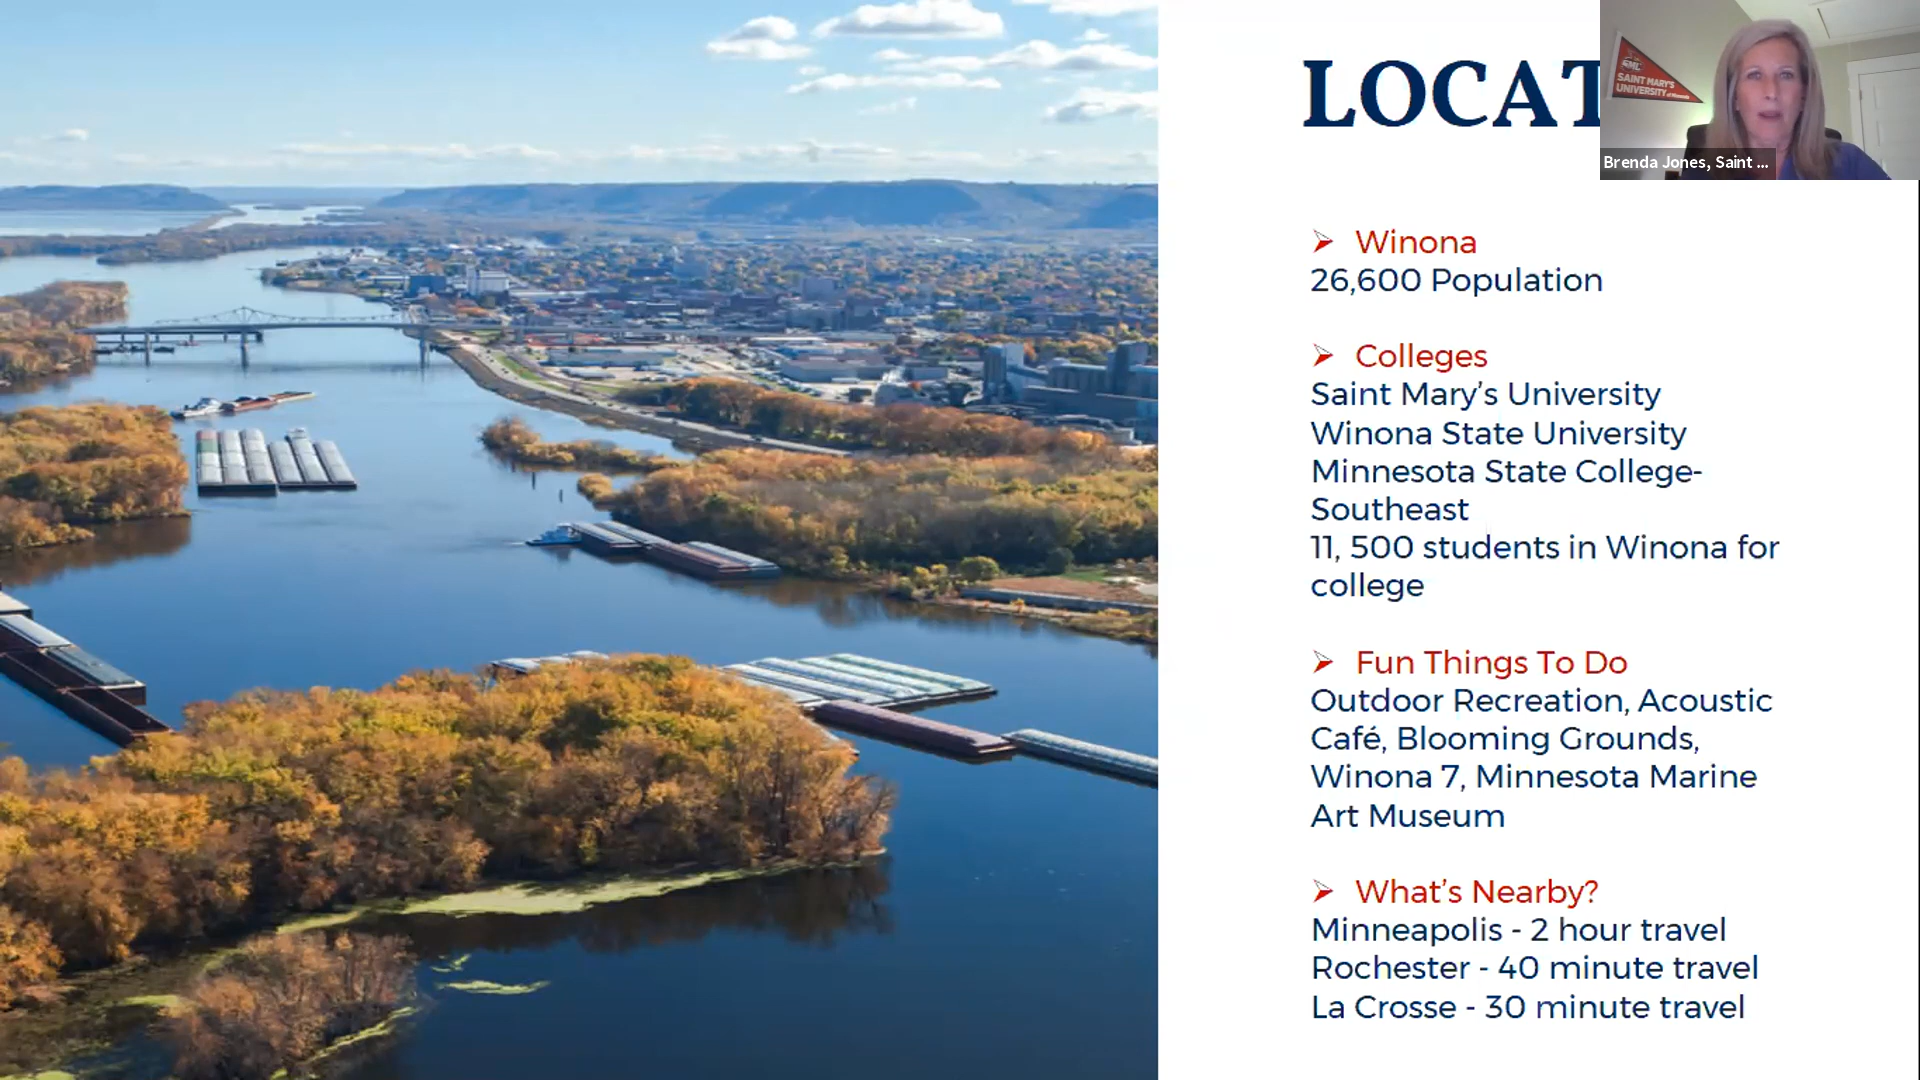 LOCAT
SAINT MARY'S
UNIVERSITY
Brenda Jones, Saint ...
➢ Winona
26,600 Population
➢ Colleges
Saint Mary’s University
Winona State University
Minnesota State College-
Southeast
11, 500 students in Winona for
college
➢ Fun Things To Do
Outdoor Recreation, Acoustic
Café, Blooming Grounds,
Winona 7, Minnesota Marine
Art Museum
➢ What’s Nearby?
Minneapolis - 2 hour travel
Rochester - 40 minute travel
La Crosse - 30 minute travel